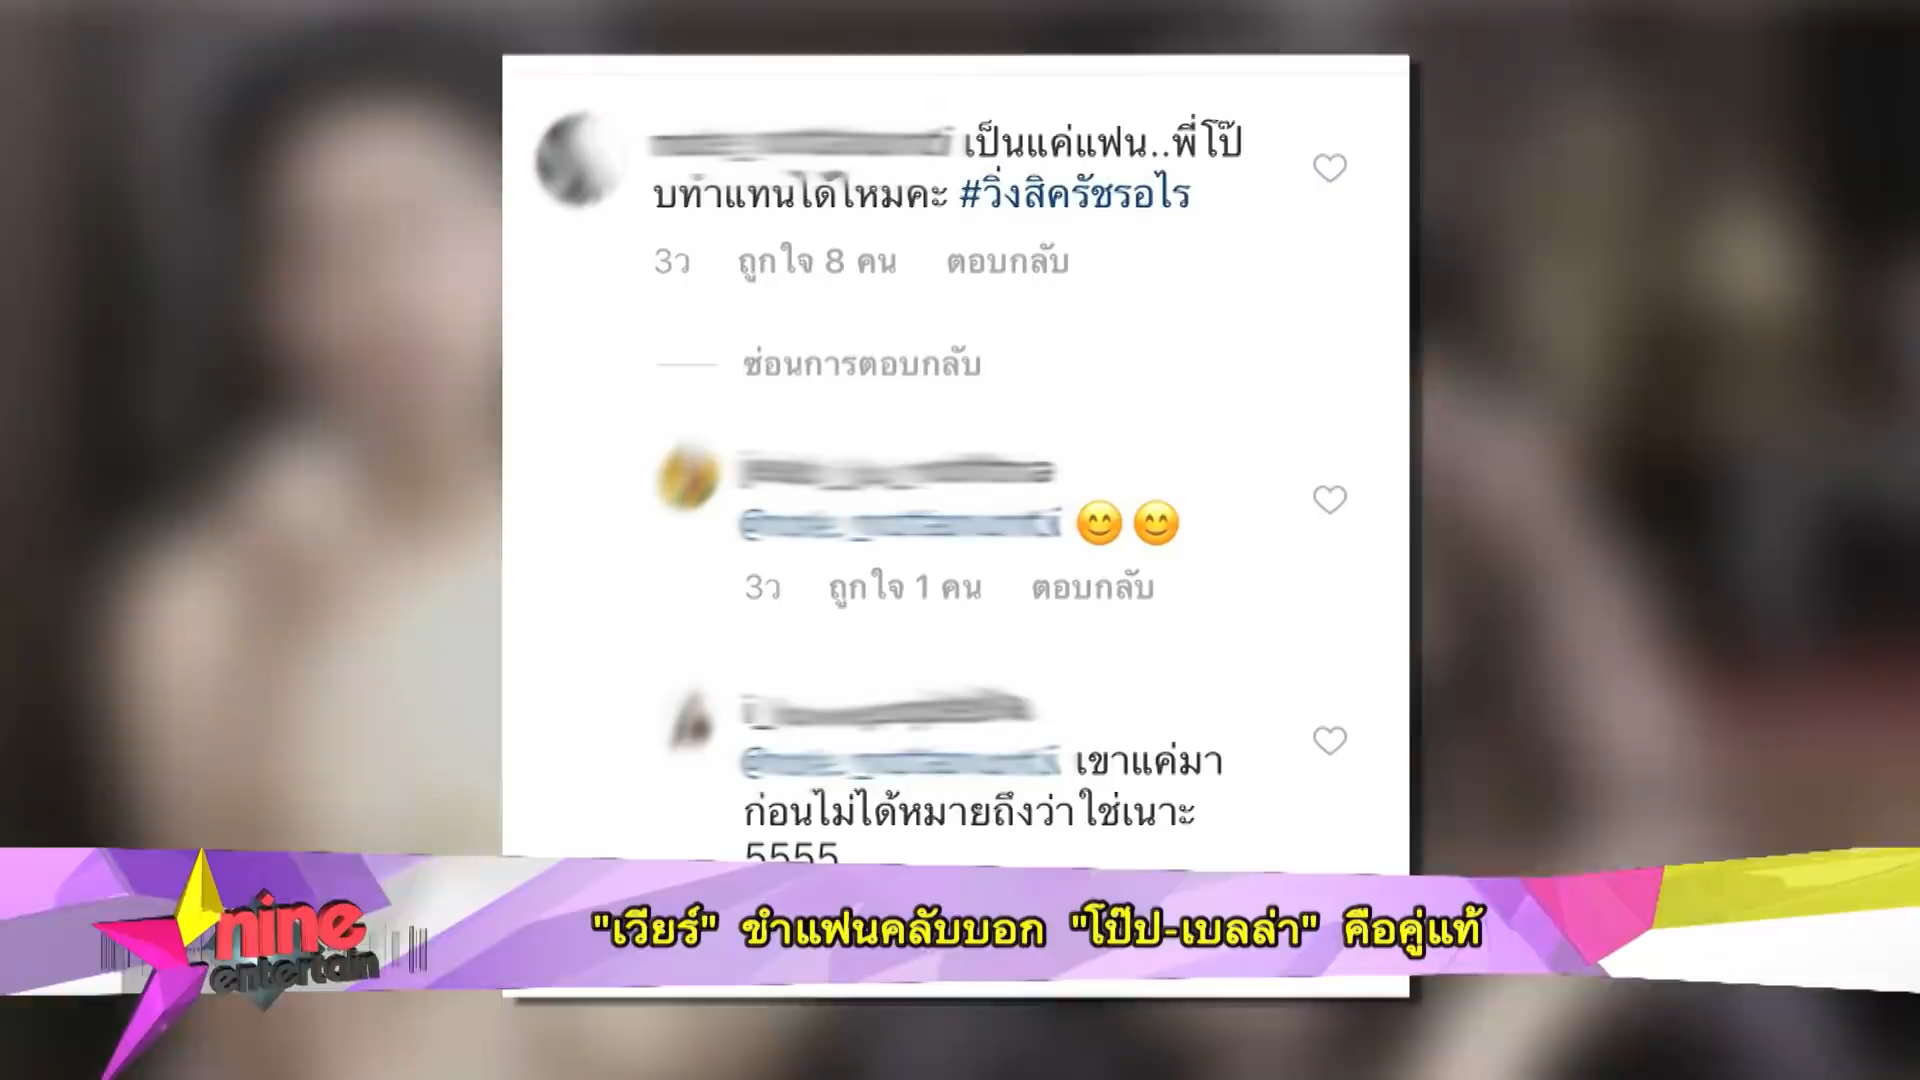 เป็นแค่แฟน..พี่โป๊
บทำแทนได้ไหมคะ #วิ่งสิครัชรอไร
3ว ถูกใจ 8 คน ตอบกลับ
ซ่อนการตอบกลับ
😊😊
3ว ถูกใจ 1 คน ตอบกลับ
เขาแค่มา
ก่อนไม่ได้หมายถึงว่าใช่เนาะ
5555
nine
entertain
"เวียร์" ขำแฟนคลับบอก "โป๊ป-เบลล่า" คือคู่แท้